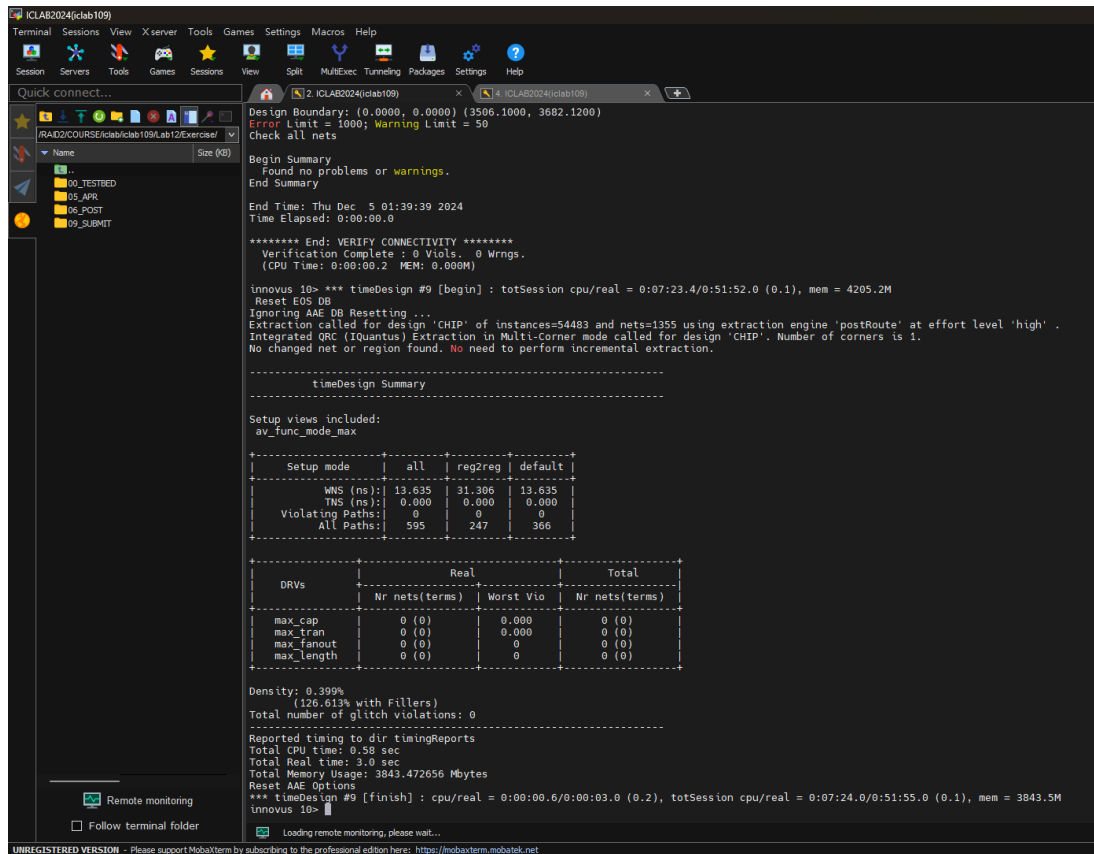 ICLAB2024(iclab109)
Terminal Sessions View X server Tools Games Settings Macros Help
Session Servers Tools Games Sessions View Split MultiExec Tunneling Packages Settings Help
Quick connect...
2. ICLAB2024(iclab109) × 4. ICLAB2024(iclab109) ×
/RAID2/COURSE/iclab/iclab109/Lab12/Exercise/
Name Size (KB)
..
00_TESTBED
05_APR
06_POST
09_SUBMIT
Design Boundary: (0.0000, 0.0000) (3506.1000, 3682.1200)
Error Limit = 1000; Warning Limit = 50
Check all nets
Begin Summary
Found no problems or warnings.
End Summary
End Time: Thu Dec 5 01:39:39 2024
Time Elapsed: 0:00:00.0
******** End: VERIFY CONNECTIVITY ********
Verification Complete : 0 Viols. 0 Wrngs.
(CPU Time: 0:00:00.2 MEM: 0.000M)
innovus 10> *** timeDesign #9 [begin] : totSession cpu/real = 0:07:23.4/0:51:52.0 (0.1), mem = 4205.2M
Reset EOS DB
Ignoring AAE DB Resetting ...
Extraction called for design 'CHIP' of instances=54483 and nets=1355 using extraction engine 'postRoute' at effort level 'high' .
Integrated QRC (IQuantus) Extraction in Multi-Corner mode called for design 'CHIP'. Number of corners is 1.
No changed net or region found. No need to perform incremental extraction.
------------------------------------------------------------------
timeDesign Summary
------------------------------------------------------------------
Setup views included:
av_func_mode_max
+--------------------+---------+---------+---------+
| Setup mode | all | reg2reg | default |
+--------------------+---------+---------+---------+
| WNS (ns):| 13.635 | 31.306 | 13.635 |
| TNS (ns):| 0.000 | 0.000 | 0.000 |
| Violating Paths:| 0 | 0 | 0 |
| All Paths:| 595 | 247 | 366 |
+--------------------+---------+---------+---------+
+----------------+-------------------------------+------------------+
| | Real | Total |
| DRVs +------------------+------------+------------------|
| | Nr nets(terms) | Worst Vio | Nr nets(terms) |
+----------------+------------------+------------+------------------+
| max_cap | 0 (0) | 0.000 | 0 (0) |
| max_tran | 0 (0) | 0.000 | 0 (0) |
| max_fanout | 0 (0) | 0 | 0 (0) |
| max_length | 0 (0) | 0 | 0 (0) |
+----------------+------------------+------------+------------------+
Density: 0.399%
(126.613% with Fillers)
Total number of glitch violations: 0
------------------------------------------------------------------
Reported timing to dir timingReports
Total CPU time: 0.58 sec
Total Real time: 3.0 sec
Total Memory Usage: 3843.472656 Mbytes
Reset AAE Options
*** timeDesign #9 [finish] : cpu/real = 0:00:00.6/0:00:03.0 (0.2), totSession cpu/real = 0:07:24.0/0:51:55.0 (0.1), mem = 3843.5M
innovus 10>
Remote monitoring
Follow terminal folder
Loading remote monitoring, please wait...
UNREGISTERED VERSION - Please support MobaXterm by subscribing to the professional edition here: https://mobaxterm.mobatek.net